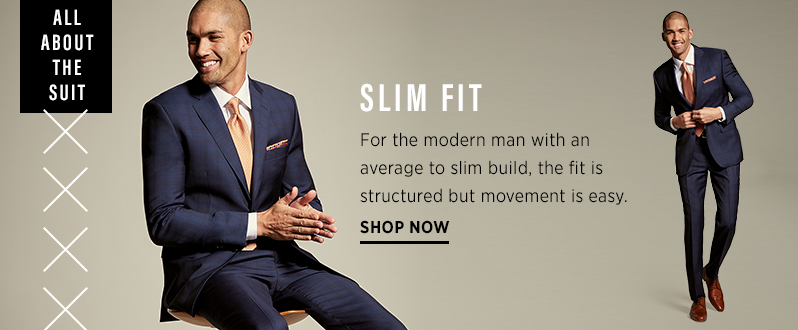 ALL
ABOUT
THE
SUIT
SLIM FIT
For the modern man with an
average to slim build, the fit is
structured but movement is easy.
SHOP NOW